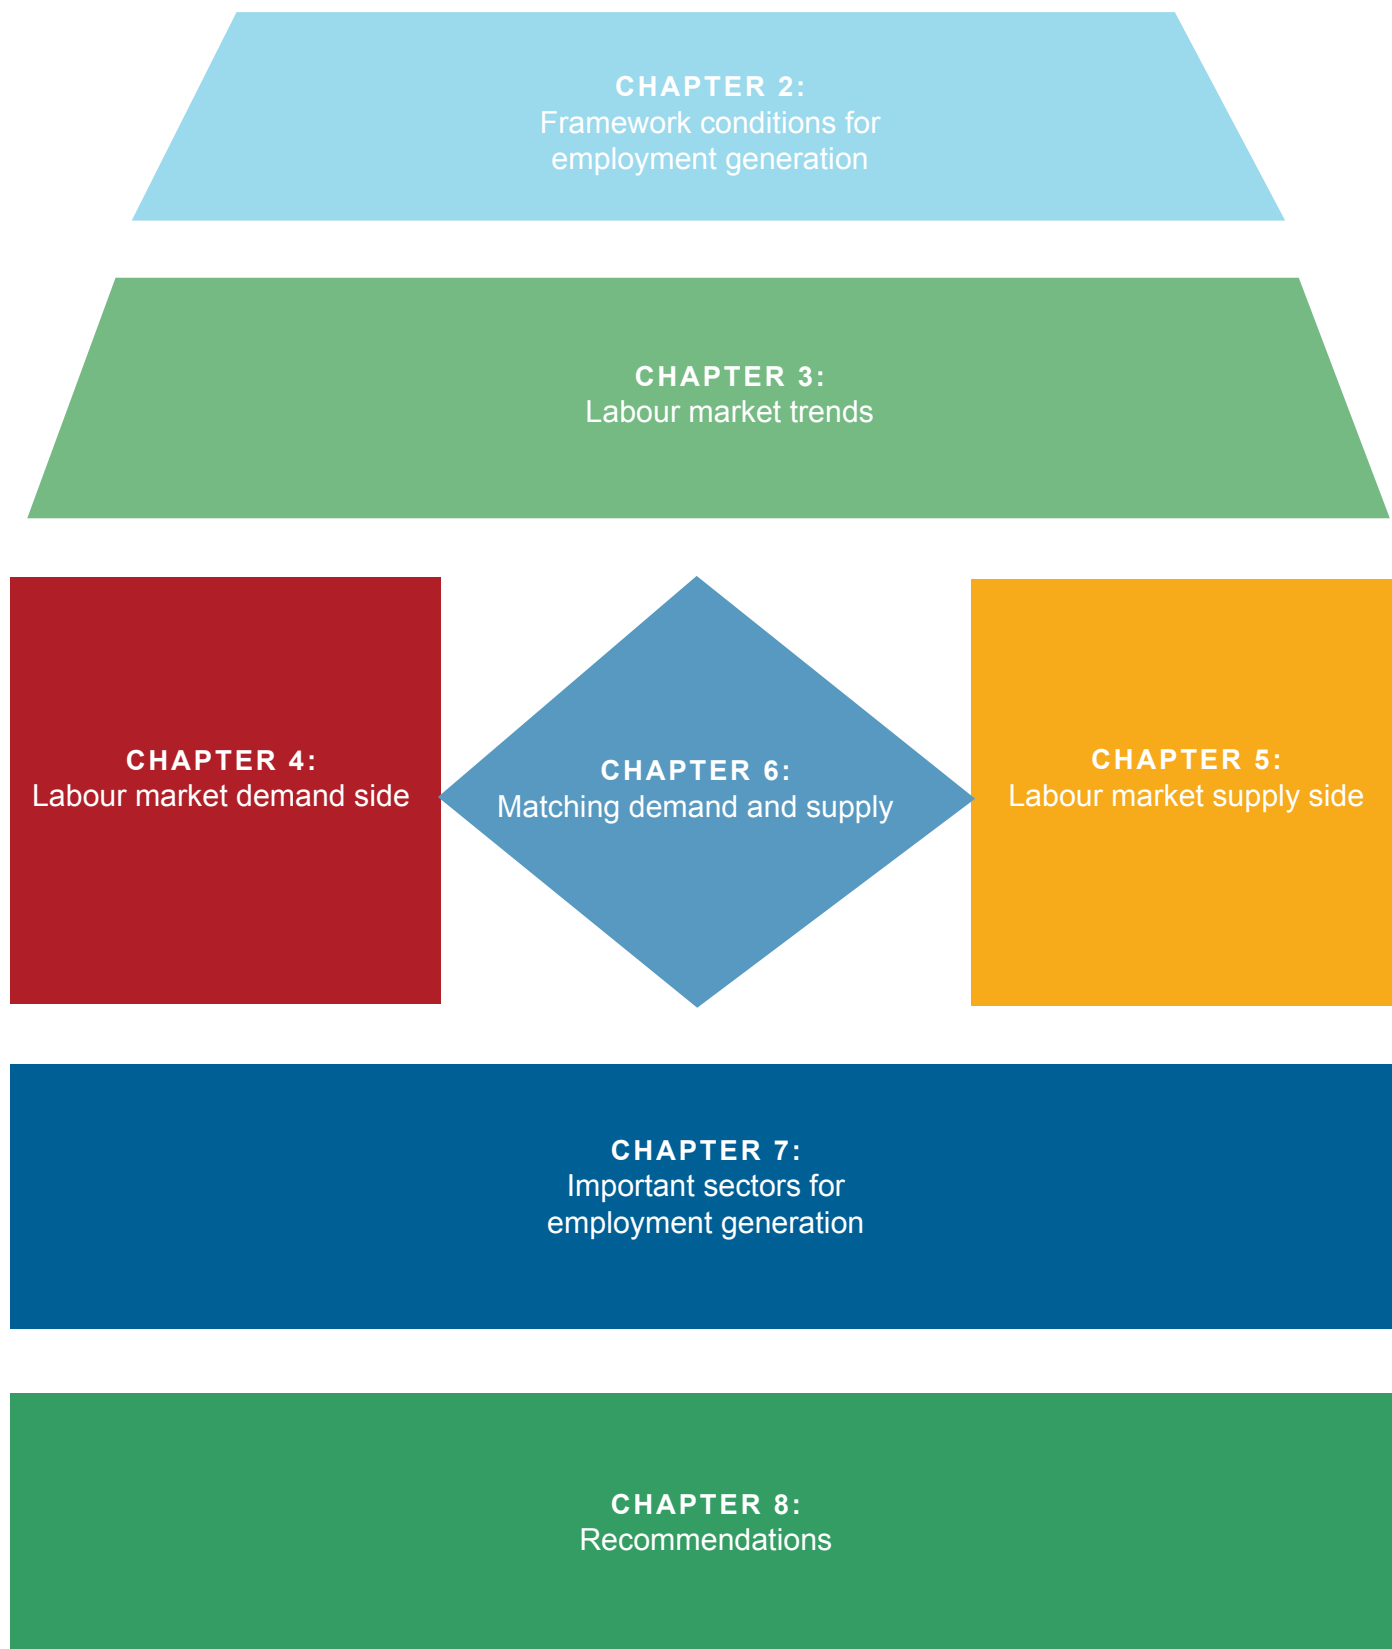 CHAPTER 2:
Framework conditions for
employment generation
CHAPTER 3:
Labour market trends
CHAPTER 4:
Labour market demand side
CHAPTER 6:
Matching demand and supply
CHAPTER 5:
Labour market supply side
CHAPTER 7:
Important sectors for
employment generation
CHAPTER 8:
Recommendations